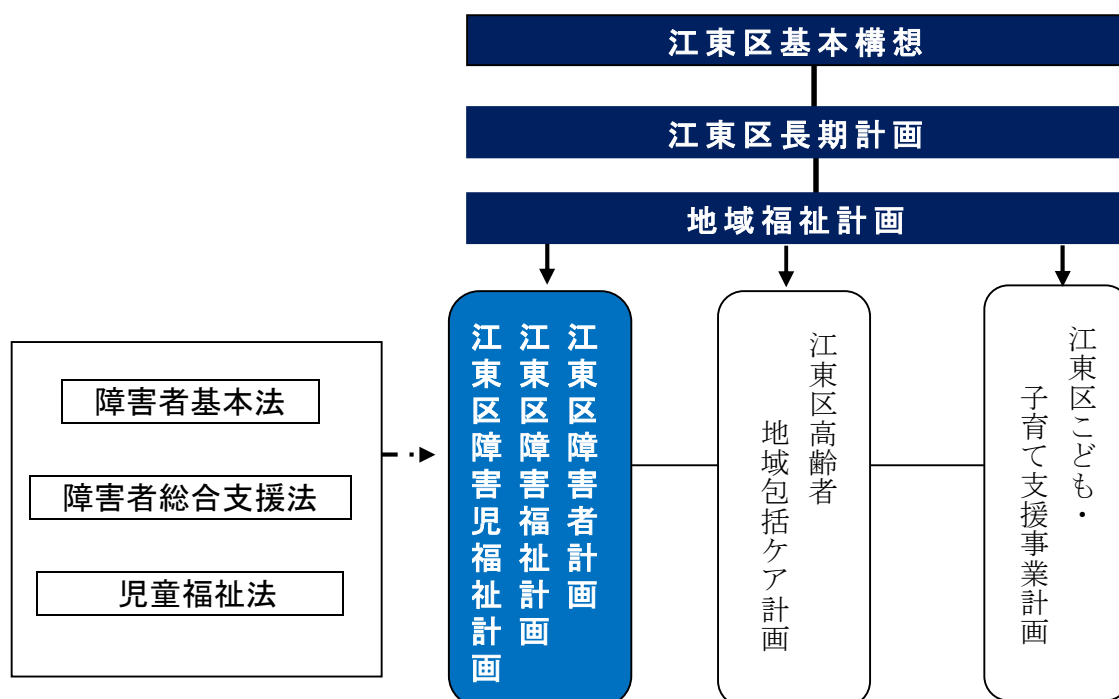 江東区基本構想
江東区長期計画
地域福祉計画
障害者基本法
障害者総合支援法
児童福祉法
江東区障害者計画
江東区障害福祉計画
江東区障害児福祉計画
江東区高齢者
地域包括ケア計画
江東区こども・
子育て支援事業計画